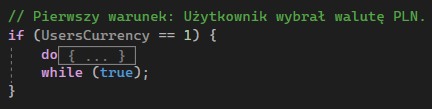 // Pierwszy warunek: Użytkownik wybrał walutę PLN.
if (UsersCurrency == 1) {
    do{ ... }
    while (true);
}